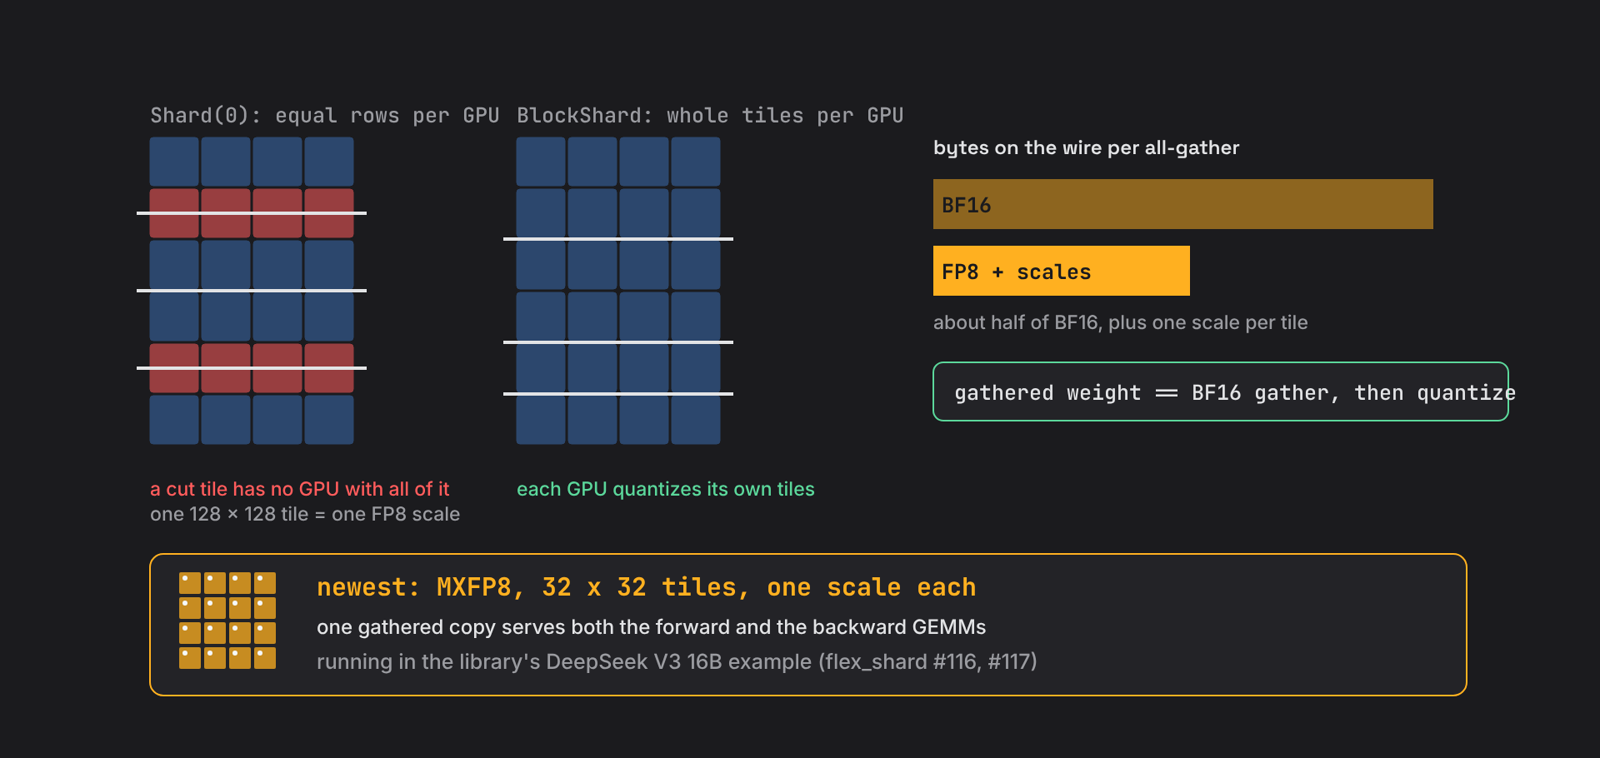 Shard(0): equal rows per GPU
BlockShard: whole tiles per GPU
a cut tile has no GPU with all of it
one 128 × 128 tile = one FP8 scale
each GPU quantizes its own tiles
bytes on the wire per all-gather
BF16
FP8 + scales
about half of BF16, plus one scale per tile
gathered weight == BF16 gather, then quantize
newest: MXFP8, 32 x 32 tiles, one scale each
one gathered copy serves both the forward and the backward GEMMs
running in the library's DeepSeek V3 16B example (flex_shard #116, #117)